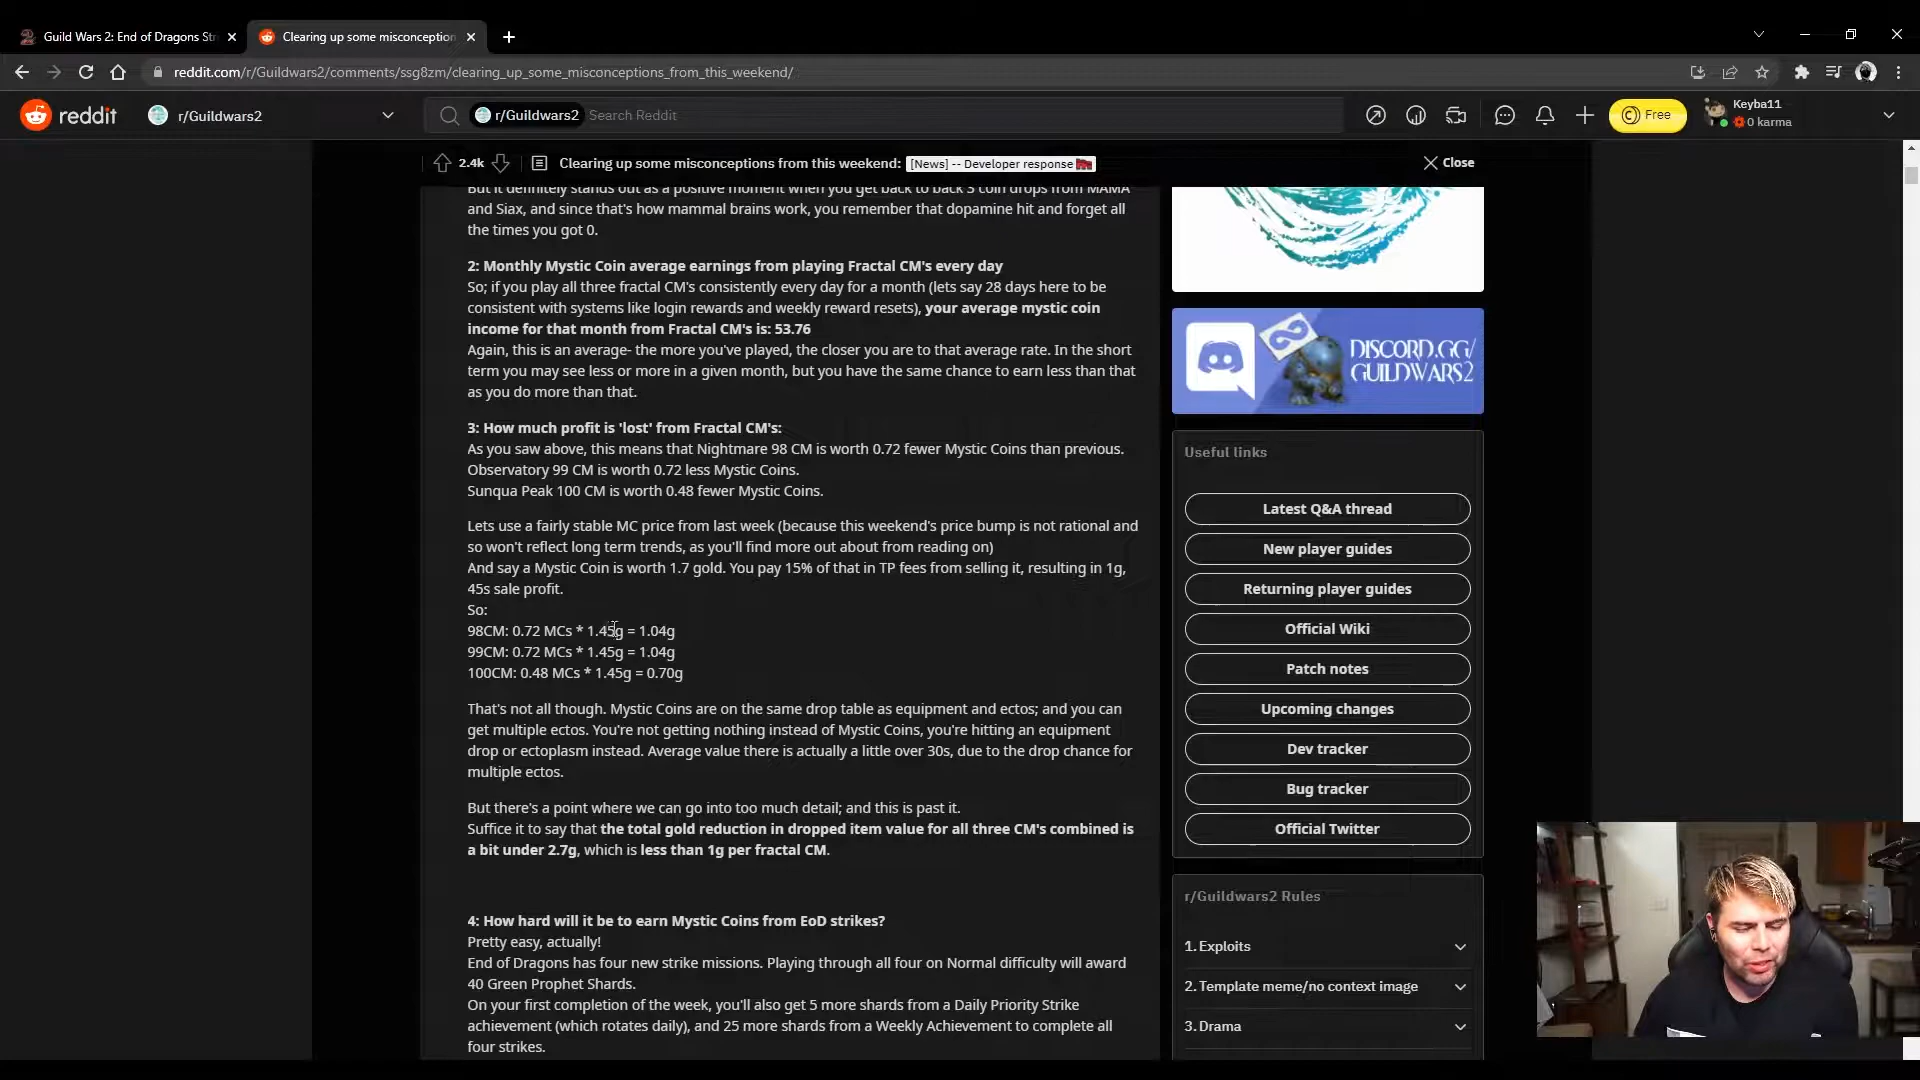 Guild Wars 2: End of Dragons Str
Clearing up some misconception
reddit.com/r/Guildwars2/comments/ssg8zm/clearing_up_some_misconceptions_from_this_weekend/
reddit
r/Guildwars2
r/Guildwars2 Search Reddit
Free
Keyba11
0 karma
2.4k
Clearing up some misconceptions from this weekend: [News] -- Developer response
Close
But it definitely stands out as a positive moment when you get back to back 3 coin drops from MAMA
and Siax, and since that's how mammal brains work, you remember that dopamine hit and forget all
the times you got 0.
2: Monthly Mystic Coin average earnings from playing Fractal CM's every day
So; if you play all three fractal CM's consistently every day for a month (lets say 28 days here to be
consistent with systems like login rewards and weekly reward resets), your average mystic coin
income for that month from Fractal CM's is: 53.76
Again, this is an average- the more you've played, the closer you are to that average rate. In the short
term you may see less or more in a given month, but you have the same chance to earn less than that
as you do more than that.
3: How much profit is 'lost' from Fractal CM's:
As you saw above, this means that Nightmare 98 CM is worth 0.72 fewer Mystic Coins than previous.
Observatory 99 CM is worth 0.72 less Mystic Coins.
Sunqua Peak 100 CM is worth 0.48 fewer Mystic Coins.
Lets use a fairly stable MC price from last week (because this weekend's price bump is not rational and
so won't reflect long term trends, as you'll find more out about from reading on)
And say a Mystic Coin is worth 1.7 gold. You pay 15% of that in TP fees from selling it, resulting in 1g,
45s sale profit.
So:
98CM: 0.72 MCs * 1.45g = 1.04g
99CM: 0.72 MCs * 1.45g = 1.04g
100CM: 0.48 MCs * 1.45g = 0.70g
That's not all though. Mystic Coins are on the same drop table as equipment and ectos; and you can
get multiple ectos. You're not getting nothing instead of Mystic Coins, you're hitting an equipment
drop or ectoplasm instead. Average value there is actually a little over 30s, due to the drop chance for
multiple ectos.
But there's a point where we can go into too much detail; and this is past it.
Suffice it to say that the total gold reduction in dropped item value for all three CM's combined is
a bit under 2.7g, which is less than 1g per fractal CM.
4: How hard will it be to earn Mystic Coins from EoD strikes?
Pretty easy, actually!
End of Dragons has four new strike missions. Playing through all four on Normal difficulty will award
40 Green Prophet Shards.
On your first completion of the week, you'll also get 5 more shards from a Daily Priority Strike
achievement (which rotates daily), and 25 more shards from a Weekly Achievement to complete all
four strikes.
DISCORD.GG/
GUILDWARS2
Useful links
Latest Q&A thread
New player guides
Returning player guides
Official Wiki
Patch notes
Upcoming changes
Dev tracker
Bug tracker
Official Twitter
r/Guildwars2 Rules
1. Exploits
2. Template meme/no context image
3. Drama